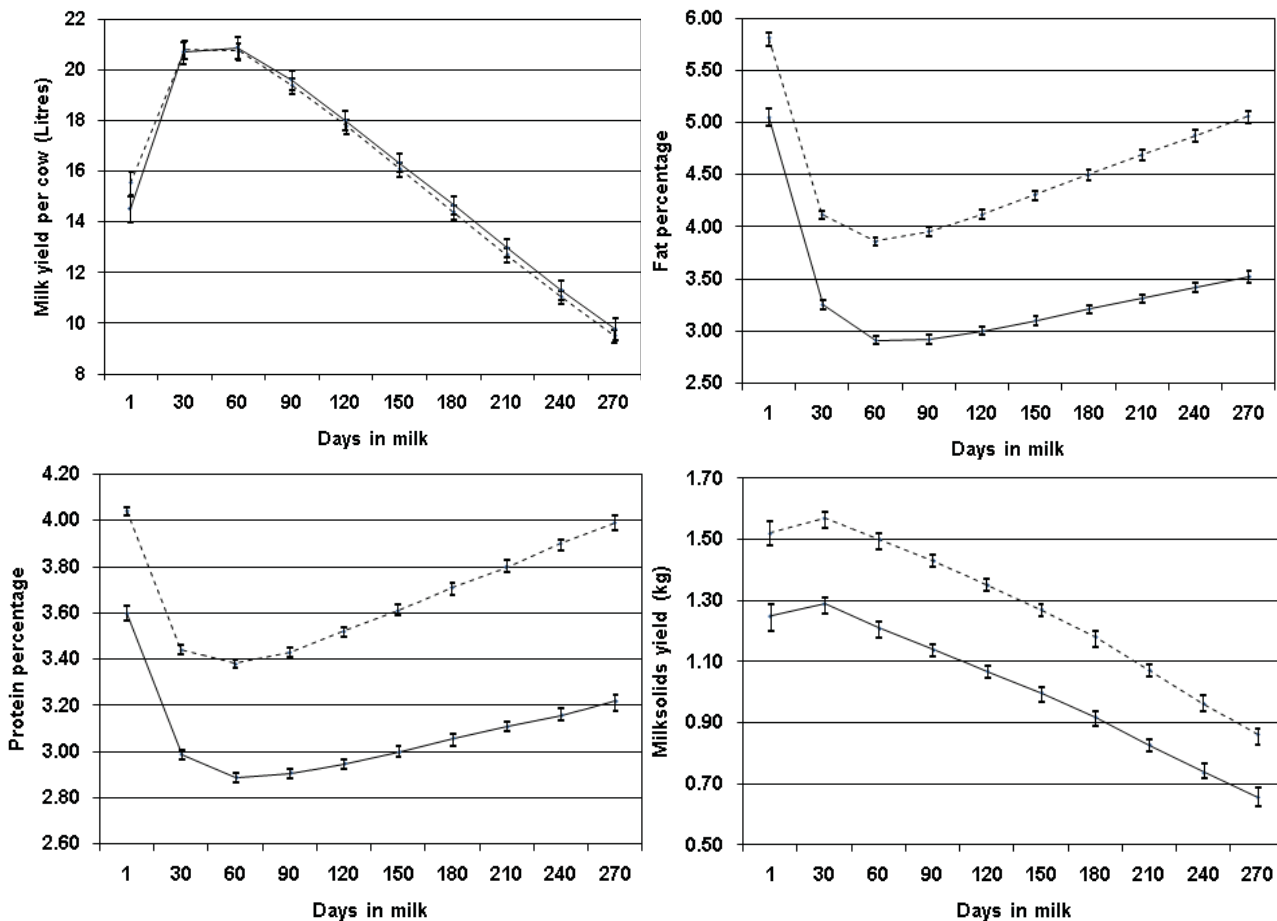 Milk yield per cow (Litres)
22
20
18
16
14
12
10
8
1 30 60 90 120 150 180 210 240 270
Days in milk
Fat percentage
6.00
5.50
5.00
4.50
4.00
3.50
3.00
2.50
1 30 60 90 120 150 180 210 240 270
Days in milk
Protein percentage
4.20
4.00
3.80
3.60
3.40
3.20
3.00
2.80
2.60
1 30 60 90 120 150 180 210 240 270
Days in milk
Milksolids yield (kg)
1.70
1.50
1.30
1.10
0.90
0.70
0.50
1 30 60 90 120 150 180 210 240 270
Days in milk